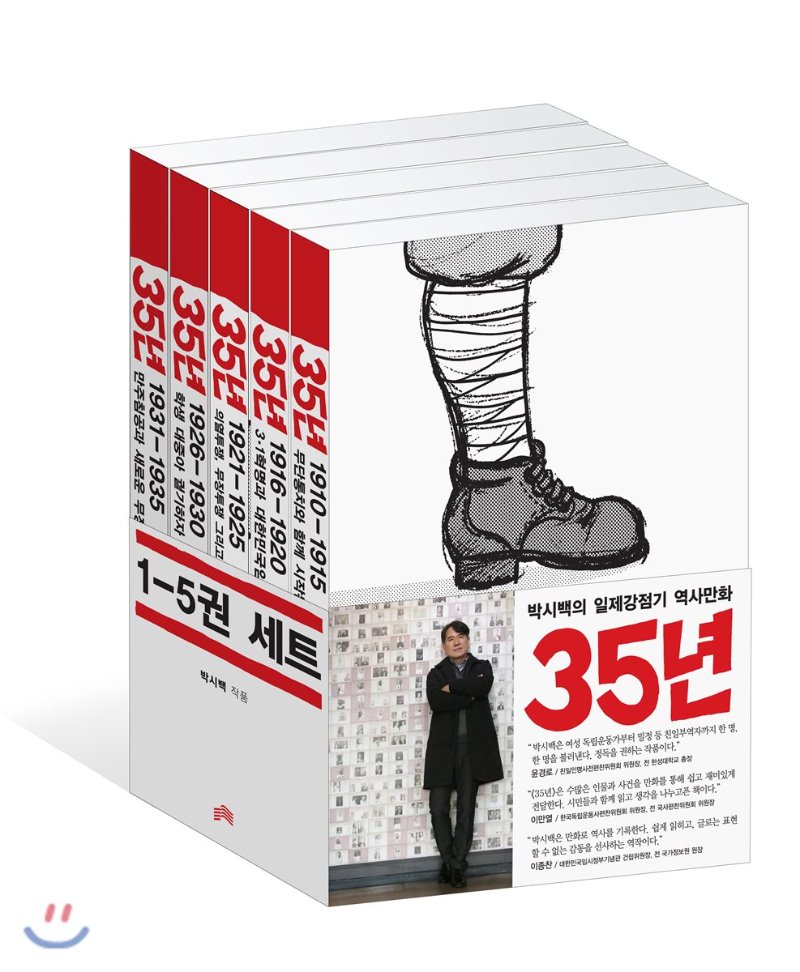 35년
1931–1935
민주협공과 새로운
35년
1926–1930
학생 대중아 궐기하자
35년
1921–1925
의열투쟁, 무장투쟁 그리고
35년
1916–1920
3·1혁명과 대한민국임
35년
1910–1915
무단통치와 함께 시작
1–5권 세트
박시백 작품
박시백의 일제강점기 역사만화
35년
“박시백은 여성 독립운동가부터 밀정 등 친일부역자까지 한 명,
한 명을 불러낸다. 정독을 권하는 작품이다.”
윤경로 / 친일인명사전편찬위원회 위원장, 전 한성대학교 총장
“《35년》은 수많은 인물과 사건을 만화를 통해 쉽고 재미있게
전달한다. 시민들과 함께 읽고 생각을 나누고픈 책이다.”
이만열 / 한국독립운동사편찬위원회 위원장, 전 국사편찬위원회 위원장
“박시백은 만화로 역사를 기록한다. 쉽게 읽히고, 글로는 표현
할 수 없는 감동을 선사하는 역작이다.”
이종찬 / 대한민국임시정부기념관 건립위원장, 전 국가정보원 원장